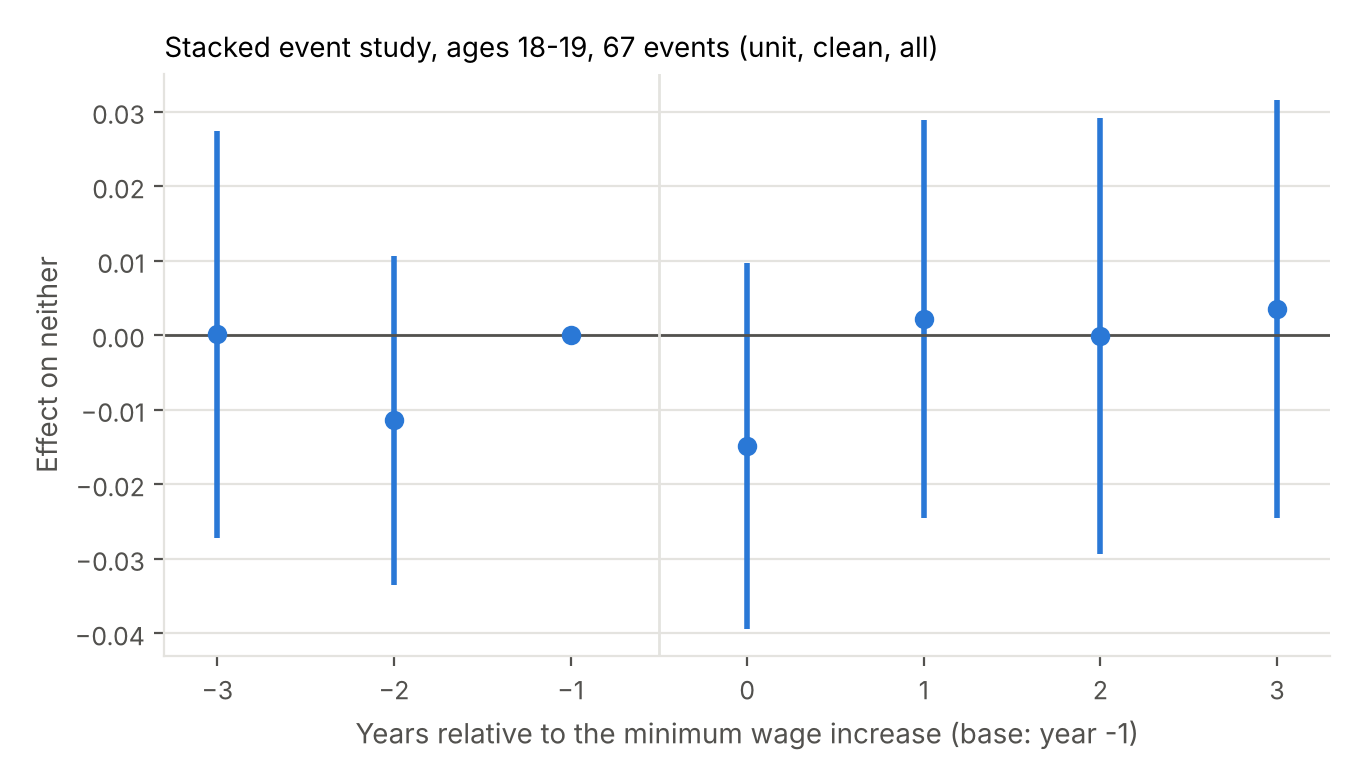 Stacked event study, ages 18-19, 67 events (unit, clean, all)
Effect on neither
0.03
0.02
0.01
0.00
−0.01
−0.02
−0.03
−0.04
−3 −2 −1 0 1 2 3
Years relative to the minimum wage increase (base: year -1)